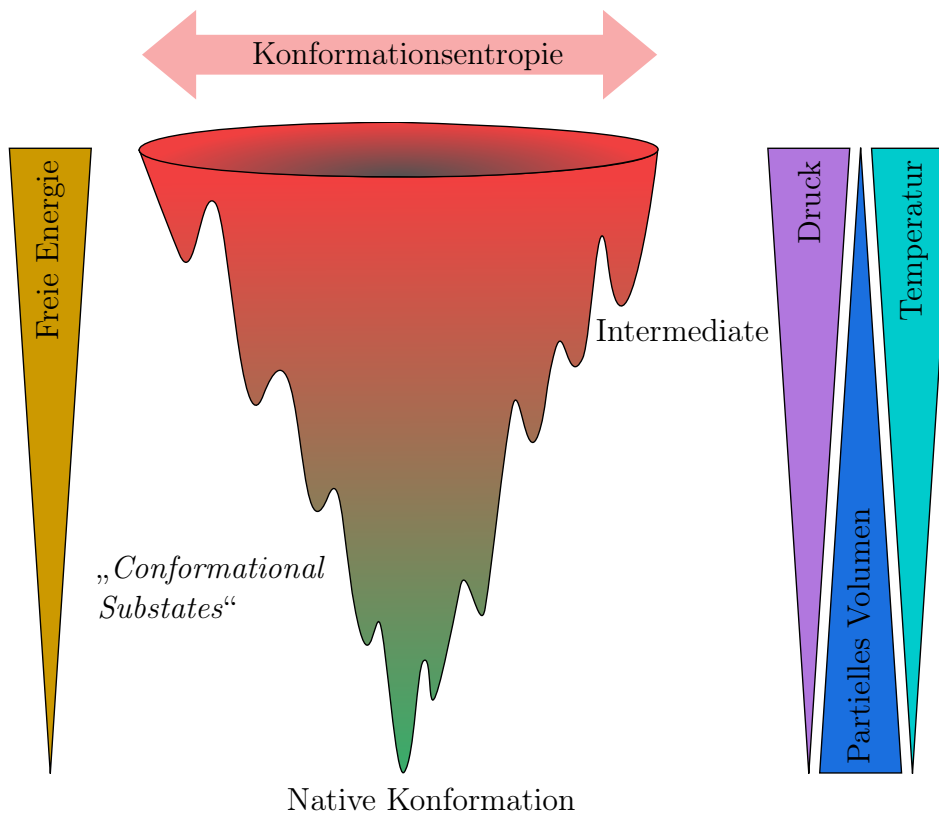 Konformationsentropie
Freie Energie
Druck
Temperatur
Intermediate
Partielles Volumen
„Conformational
Substates“
Native Konformation